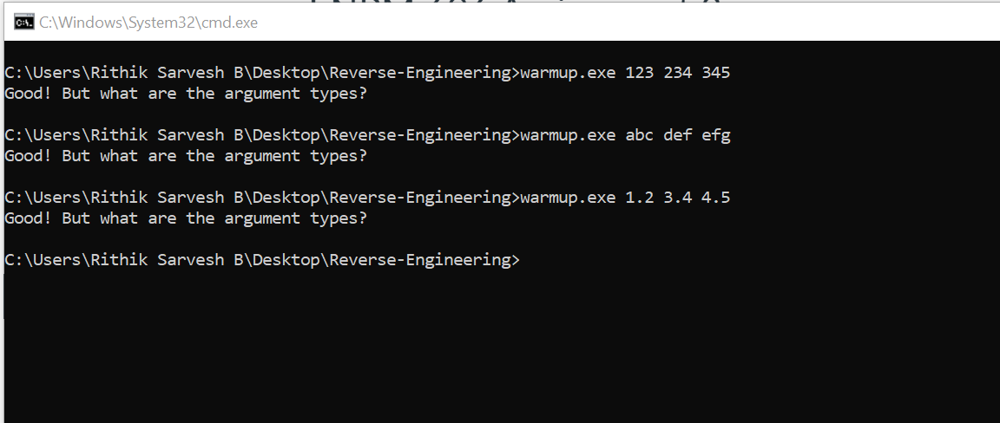 C:\Windows\System32\cmd.exe
C:\Users\Rithik Sarvesh B\Desktop\Reverse-Engineering>warmup.exe 123 234 345
Good! But what are the argument types?
C:\Users\Rithik Sarvesh B\Desktop\Reverse-Engineering>warmup.exe abc def efg
Good! But what are the argument types?
C:\Users\Rithik Sarvesh B\Desktop\Reverse-Engineering>warmup.exe 1.2 3.4 4.5
Good! But what are the argument types?
C:\Users\Rithik Sarvesh B\Desktop\Reverse-Engineering>